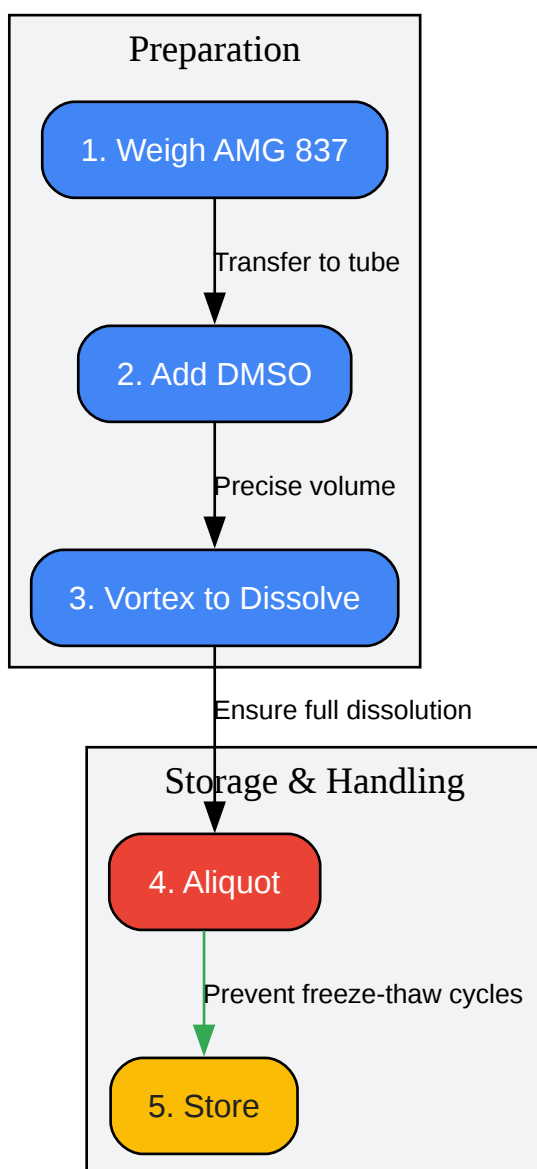 Preparation
1. Weigh AMG 837
Transfer to tube
2. Add DMSO
Precise volume
3. Vortex to Dissolve
Ensure full dissolution
Storage & Handling
4. Aliquot
Prevent freeze-thaw cycles
5. Store